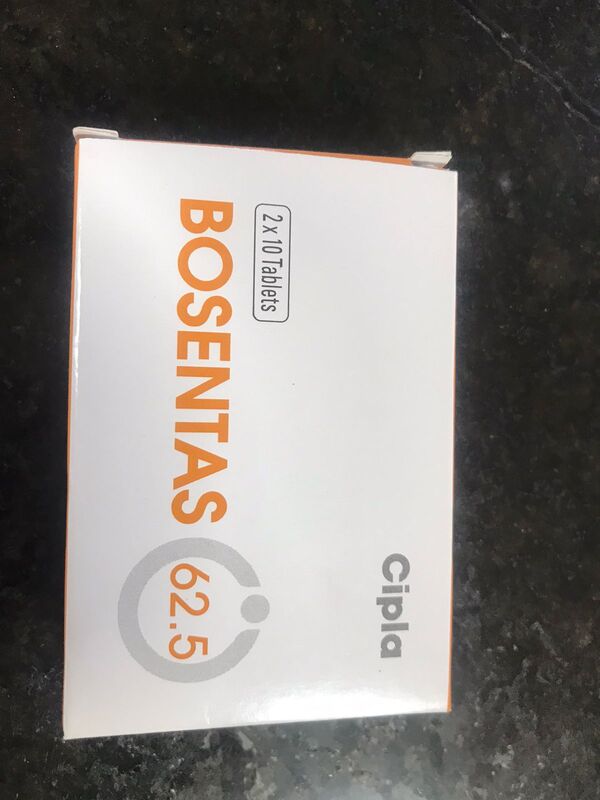 Cipla
2 x 10 Tablets
BOSENTAS 62.5